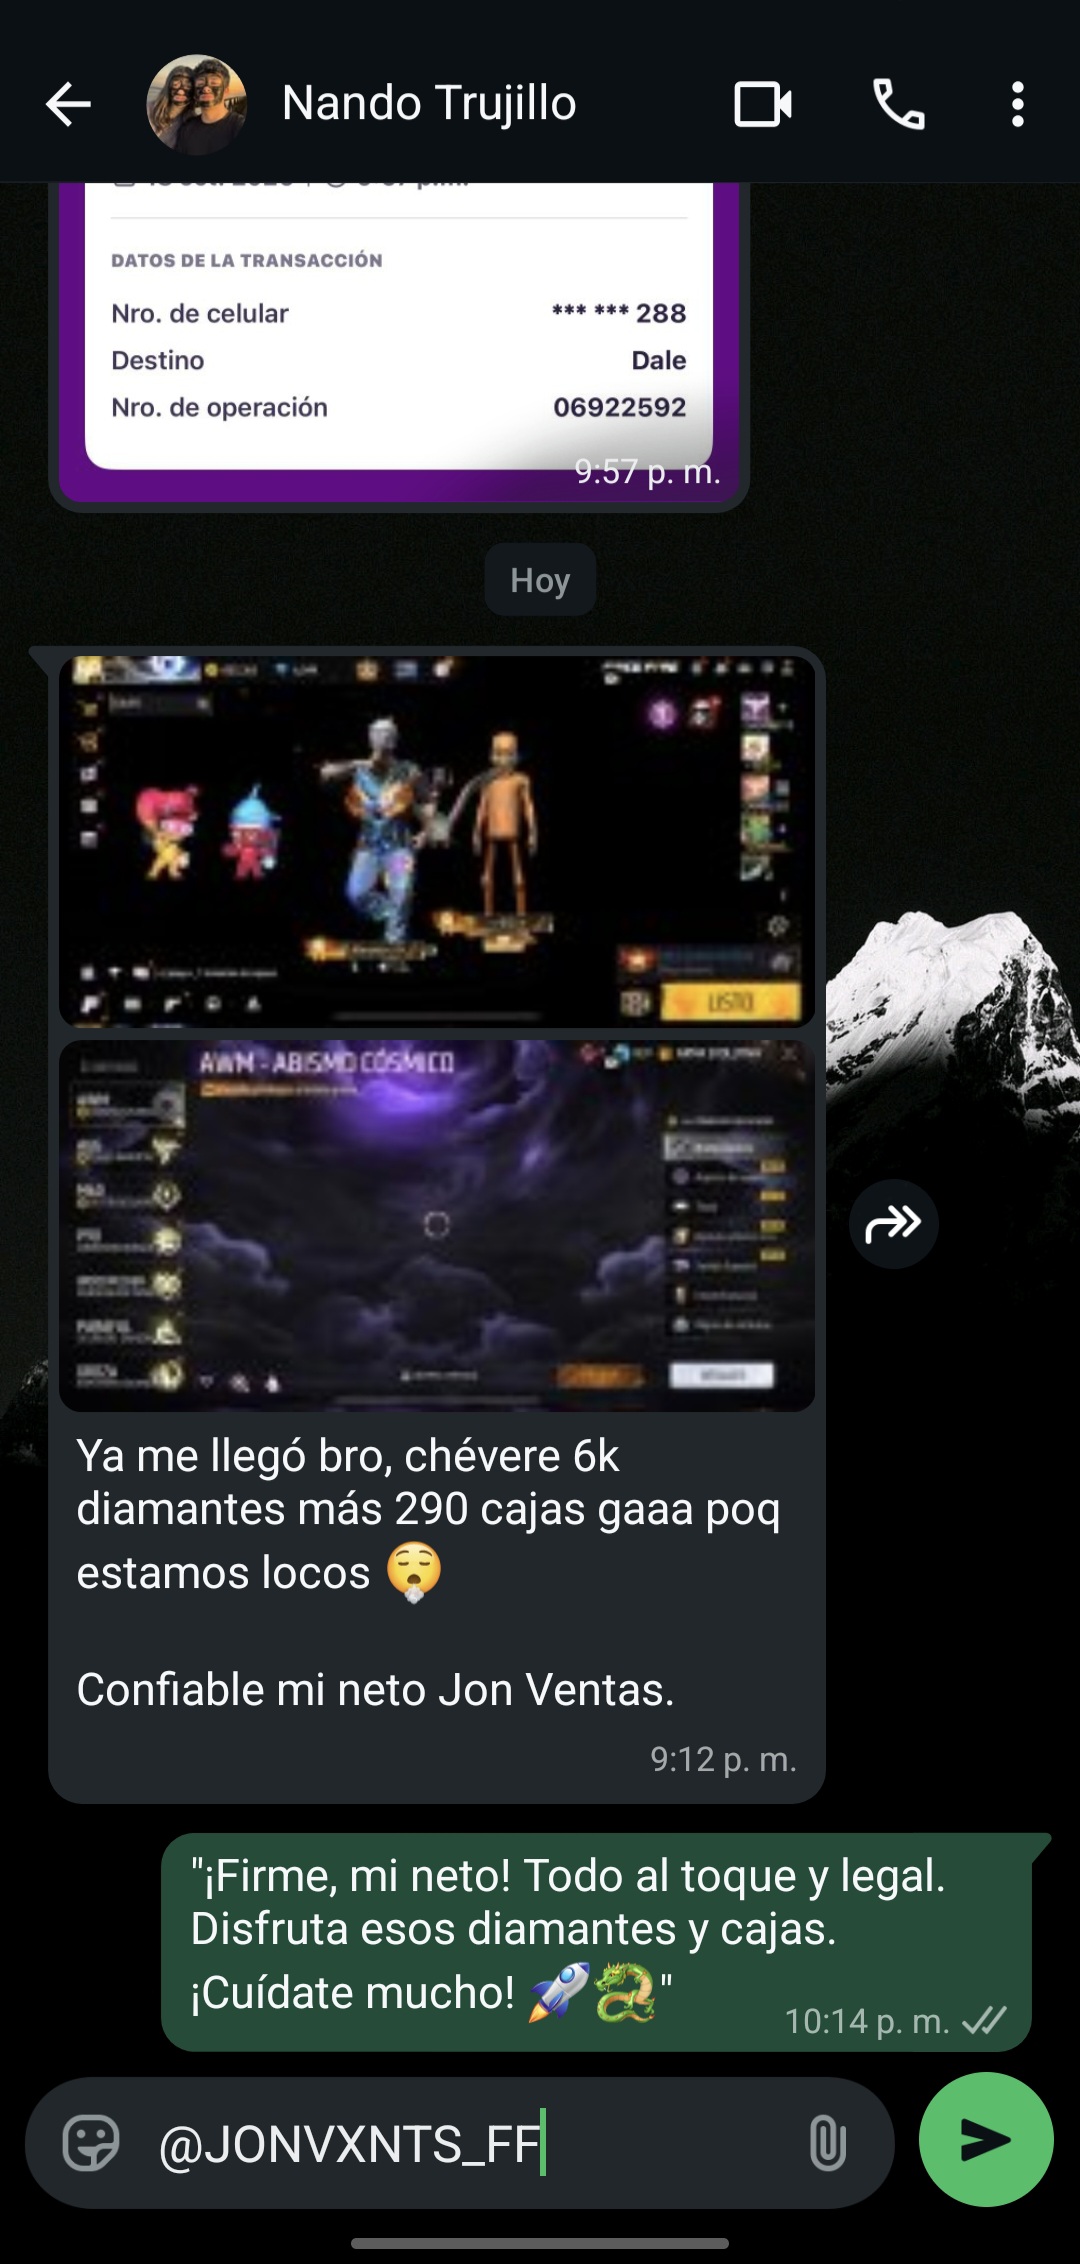 Nando Trujillo
DATOS DE LA TRANSACCIÓN
Nro. de celular *** *** 288
Destino Dale
Nro. de operación 06922592
9:57 p. m.
Hoy
LISTO
AWM - ABISMO CÓSMICO
Ya me llegó bro, chévere 6k
diamantes más 290 cajas gaaa poq
estamos locos 😮‍💨
Confiable mi neto Jon Ventas.
9:12 p. m.
"¡Firme, mi neto! Todo al toque y legal.
Disfruta esos diamantes y cajas.
¡Cuídate mucho! 🚀🐉"
10:14 p. m.
@JONVXNTS_FF